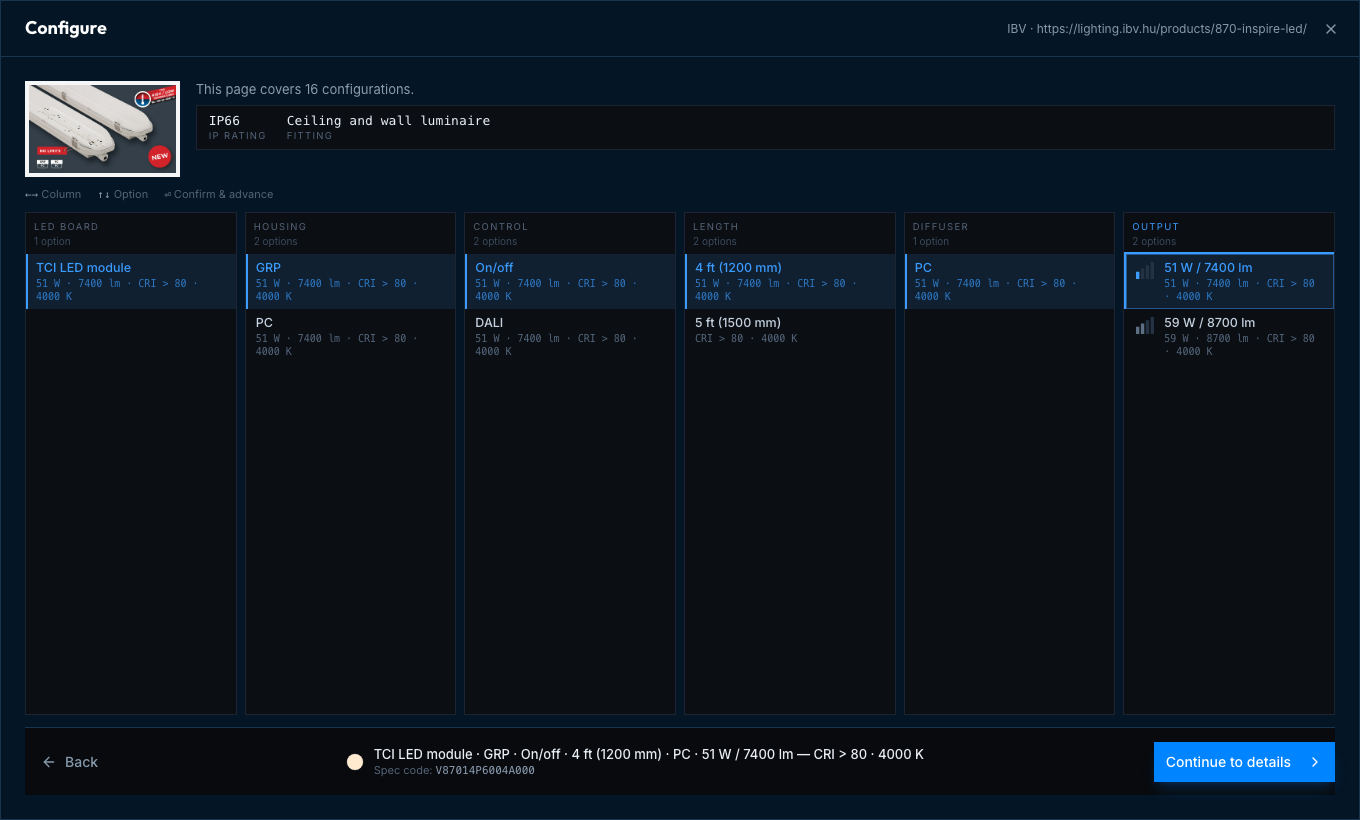 Configure
IBV · https://lighting.ibv.hu/products/870-inspire-led/
This page covers 16 configurations.
IP66 Ceiling and wall luminaire
IP RATING FITTING
NEW
←→ Column ↑↓ Option ⏎ Confirm & advance
LED BOARD
1 option
TCI LED module
51 W · 7400 lm · CRI > 80 ·
4000 K
HOUSING
2 options
GRP
51 W · 7400 lm · CRI > 80 ·
4000 K
PC
51 W · 7400 lm · CRI > 80 ·
4000 K
CONTROL
2 options
On/off
51 W · 7400 lm · CRI > 80 ·
4000 K
DALI
51 W · 7400 lm · CRI > 80 ·
4000 K
LENGTH
2 options
4 ft (1200 mm)
51 W · 7400 lm · CRI > 80 ·
4000 K
5 ft (1500 mm)
CRI > 80 · 4000 K
DIFFUSER
1 option
PC
51 W · 7400 lm · CRI > 80 ·
4000 K
OUTPUT
2 options
51 W / 7400 lm
51 W · 7400 lm · CRI > 80
· 4000 K
59 W / 8700 lm
59 W · 8700 lm · CRI > 80
· 4000 K
← Back
TCI LED module · GRP · On/off · 4 ft (1200 mm) · PC · 51 W / 7400 lm — CRI > 80 · 4000 K
Spec code: V87014P6004A000
Continue to details